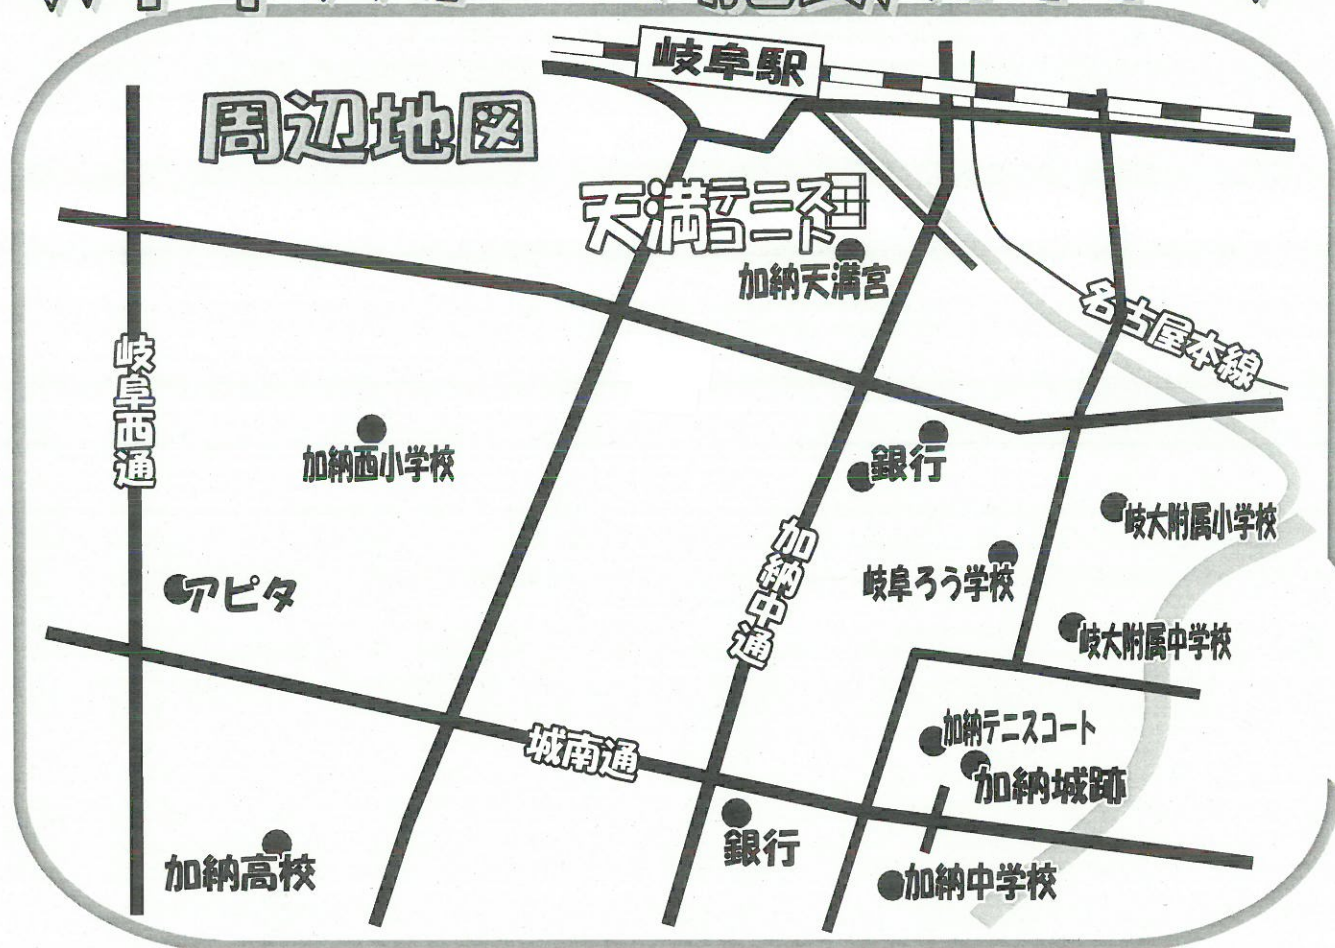 岐阜駅
周辺地図
天満テニス
コート
加納天満宮
名古屋本線
岐阜西通
加納西小学校
銀行
岐大附属小学校
加納中通
岐阜ろう学校
アピタ
岐大附属中学校
加納テニスコート
城南通
加納城跡
銀行
加納高校
加納中学校